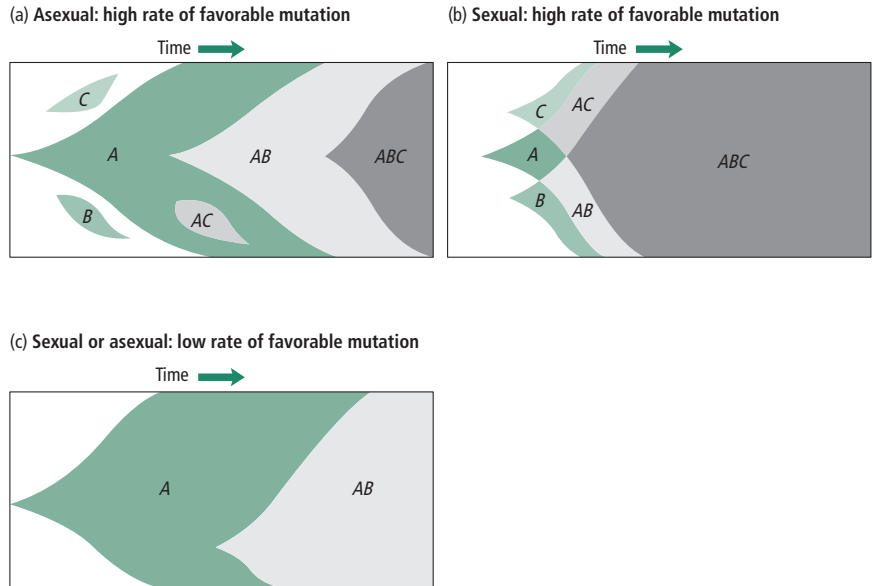 (a) Asexual: high rate of favorable mutation
Time
C
A
AB
ABC
B
AC
(b) Sexual: high rate of favorable mutation
Time
C
AC
A
ABC
B
AB
(c) Sexual or asexual: low rate of favorable mutation
Time
A
AB